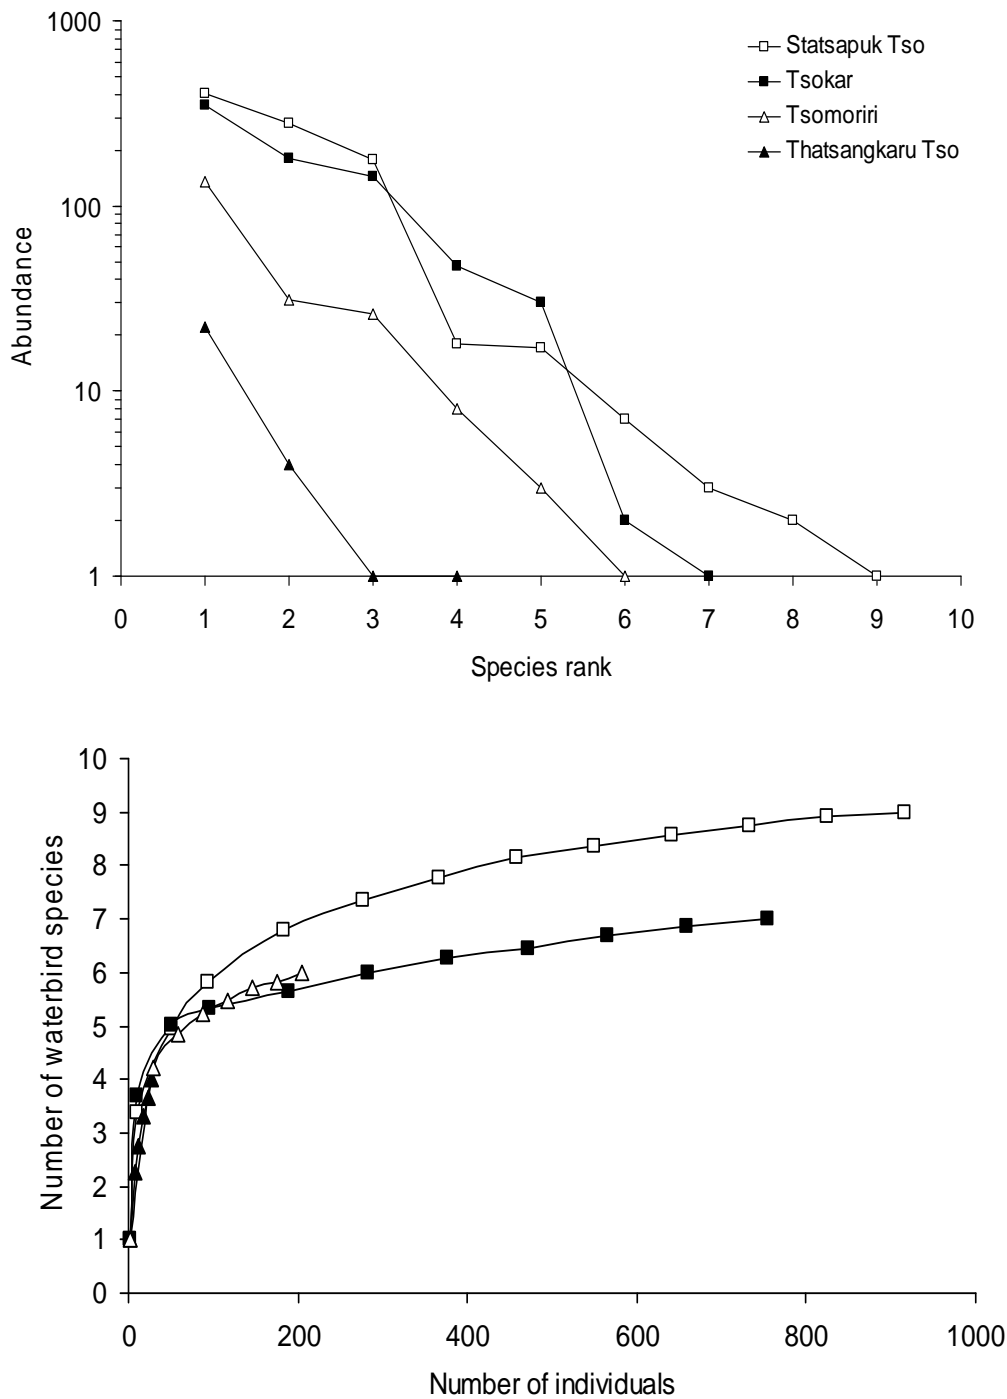 1000
100
10
1
Abundance
0 1 2 3 4 5 6 7 8 9 10
Species rank
Statsapuk Tso
Tsokar
Tsomoriri
Thatsangkaru Tso
10
9
8
7
6
5
4
3
2
1
0
Number of waterbird species
0 200 400 600 800 1000
Number of individuals